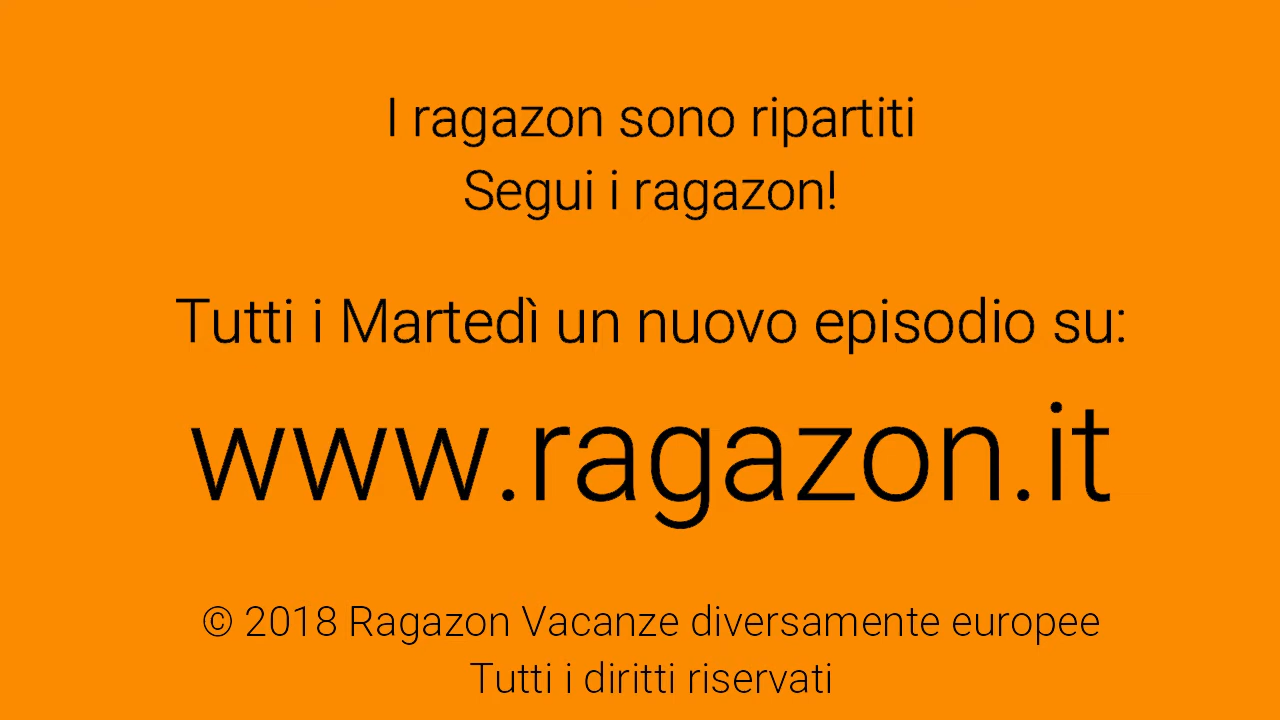 I ragazon sono ripartiti
Segui i ragazon!
Tutti i Martedì un nuovo episodio su:
www.ragazon.it
© 2018 Ragazon Vacanze diversamente europee
Tutti i diritti riservati